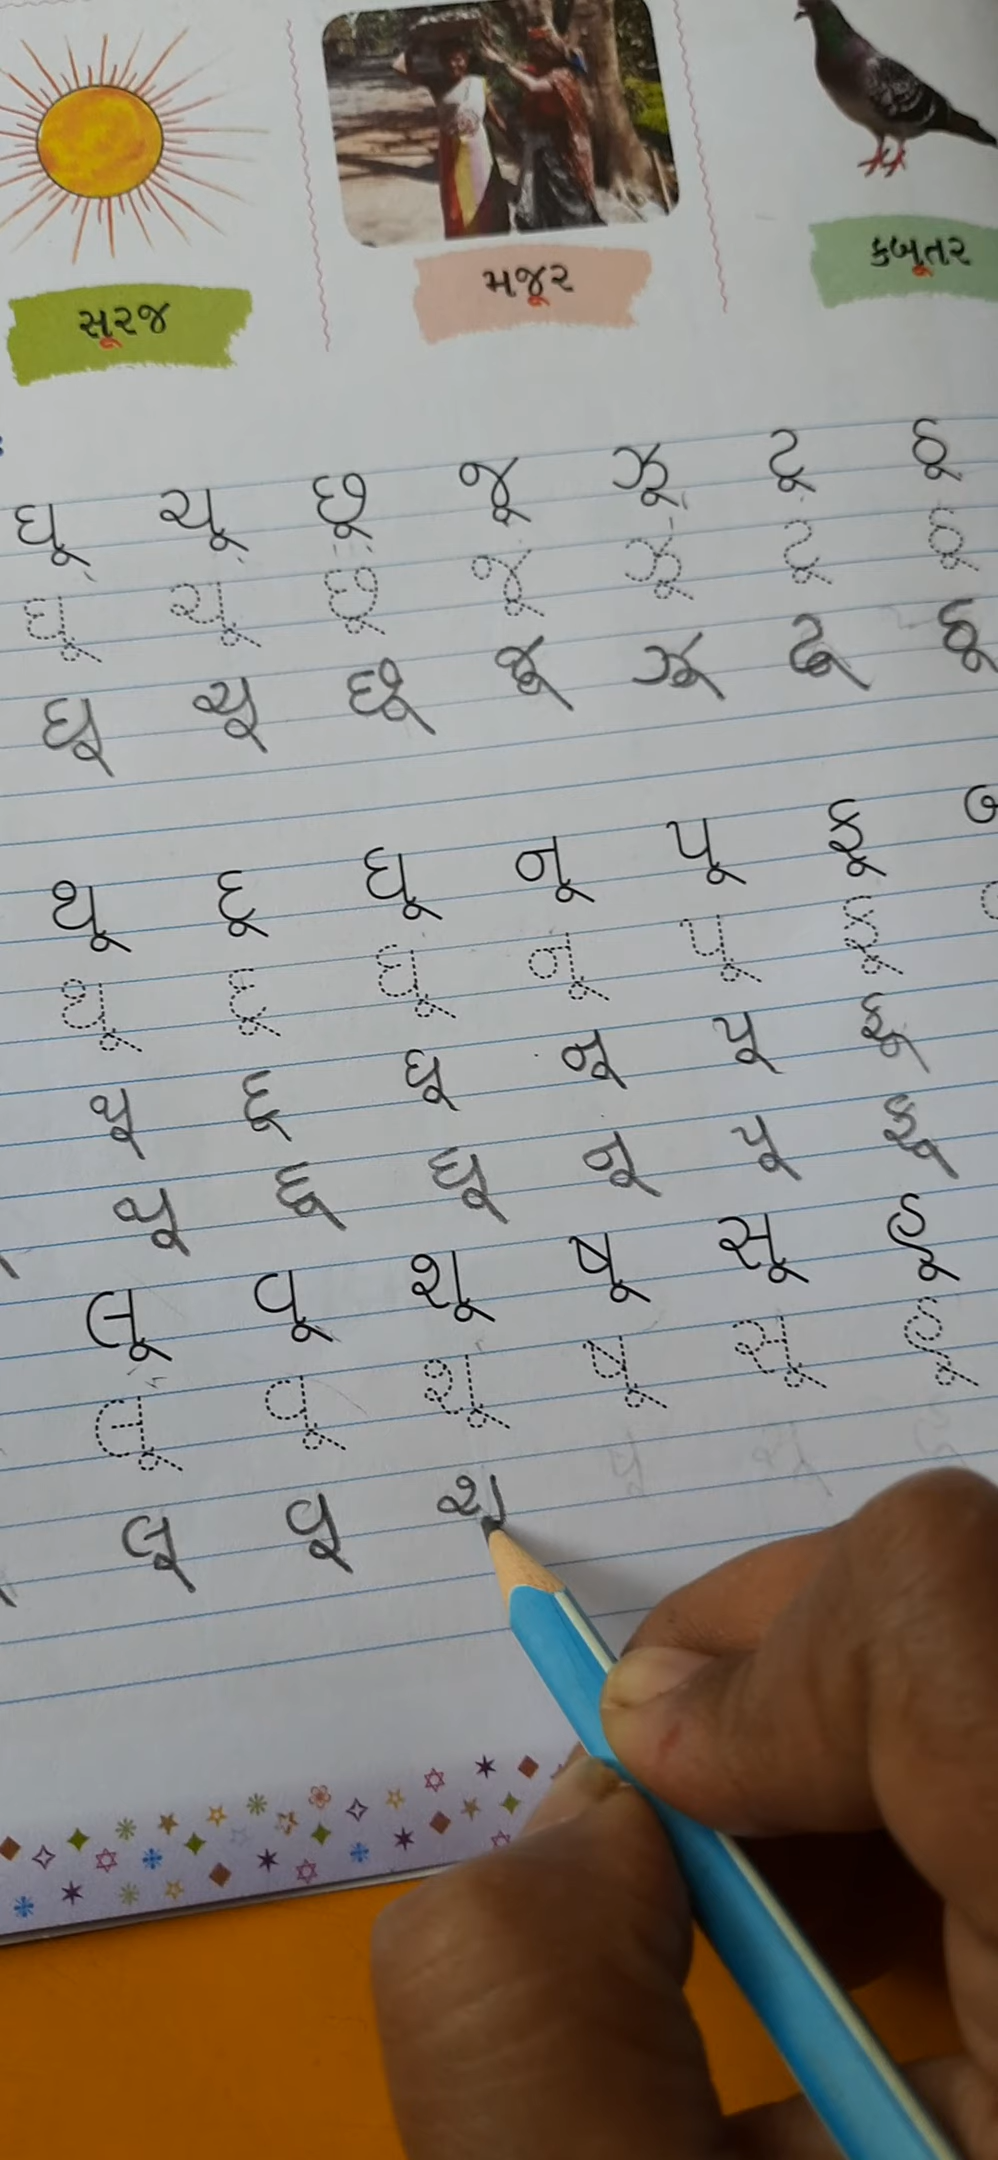 સૂરજ મજૂર કબૂતર
ઘૂ ચૂ છૂ જૂ ઝૂ ટૂ ઠૂ
ઘૂ ચૂ છૂ જૂ ઝૂ ટૂ ઠૂ
ઘૂ ચૂ છૂ જૂ ઝૂ ટૂ ઠૂ
થૂ દૂ ધૂ નૂ પૂ ફૂ
થૂ દૂ ધૂ નૂ પૂ ફૂ
થૂ દૂ ધૂ નૂ પૂ ફૂ
થૂ દૂ ધૂ નૂ પૂ ફૂ
લૂ વૂ શૂ ષૂ સૂ હૂ
લૂ વૂ શૂ ષૂ સૂ હૂ
લૂ વૂ શ